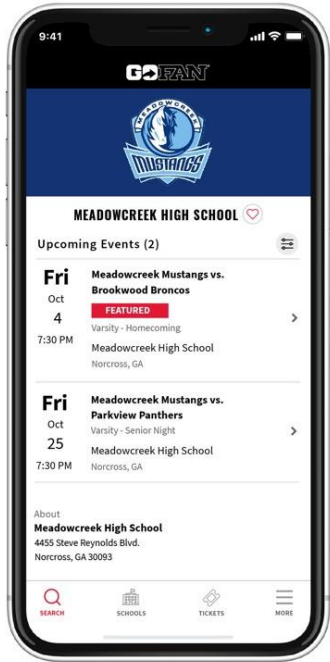 9:41
GOFAN
MEADOWCREEK
MUSTANGS
MEADOWCREEK HIGH SCHOOL
Upcoming Events (2)
Fri
Oct
4
7:30 PM
Meadowcreek Mustangs vs.
Brookwood Broncos
FEATURED
Varsity - Homecoming
Meadowcreek High School
Norcross, GA
Fri
Oct
25
7:30 PM
Meadowcreek Mustangs vs.
Parkview Panthers
Varsity - Senior Night
Meadowcreek High School
Norcross, GA
About
Meadowcreek High School
4455 Steve Reynolds Blvd.
Norcross, GA 30093
SEARCH
SCHOOLS
TICKETS
MORE